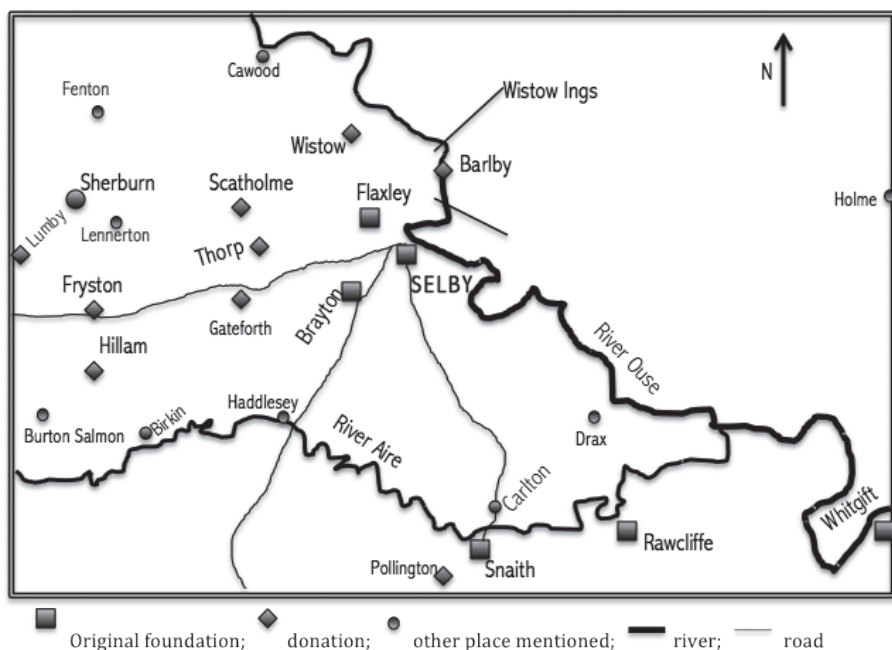 Cawood
Fenton
N
Wistow Ings
Wistow
Barlby
Sherburn
Scatholme
Flaxley
Holme
Lumby
Lennerton
Thorp
SELBY
Fryston
Brayton
Gateforth
Hillam
River Ouse
Haddlesey
Burton Salmon
Birkin
River Aire
Drax
Carlton
Whitgift
Rawcliffe
Pollington
Snaith
Original foundation; donation; other place mentioned; river; road